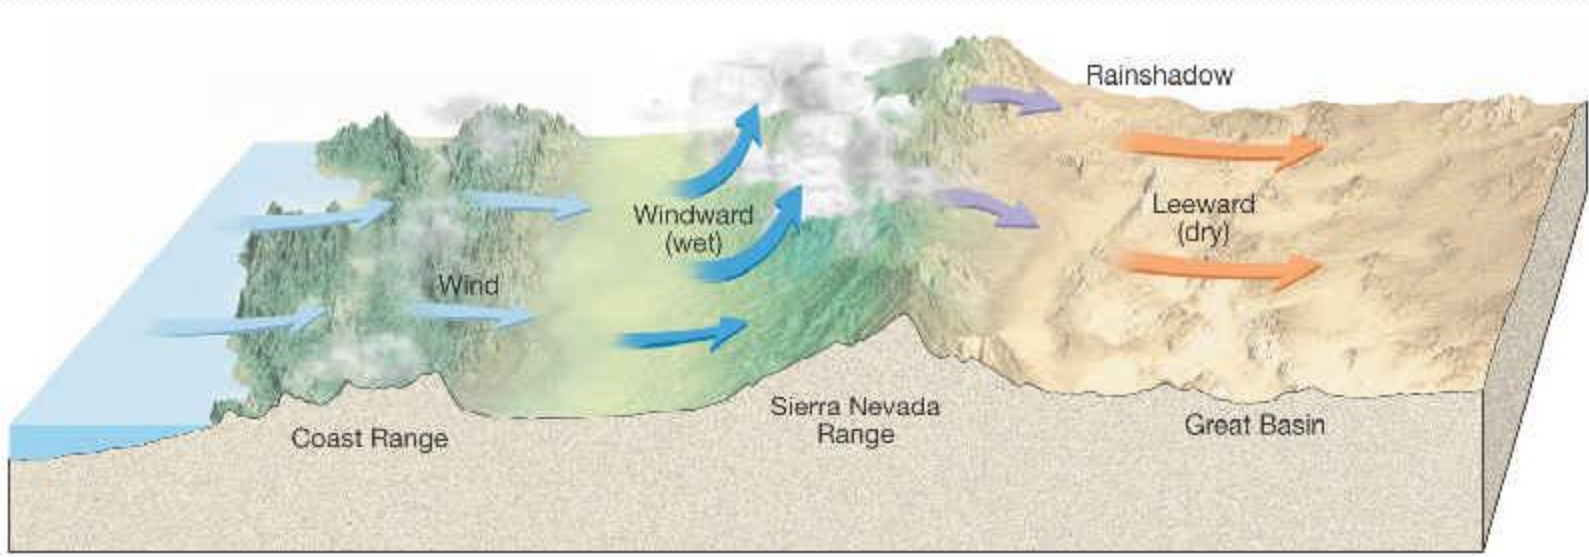 Rainshadow
Windward
(wet)
Leeward
(dry)
Wind
Sierra Nevada
Range
Great Basin
Coast Range